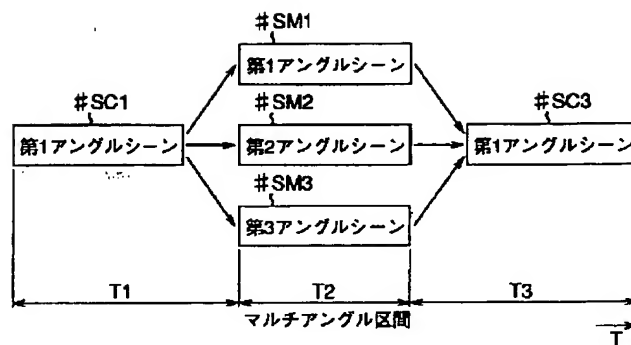 #SM1
第1アングルシーン
#SC1
#SM2
#SC3
第1アングルシーン
第2アングルシーン
第1アングルシーン
#SM3
第3アングルシーン
T1
T2
T3
マルチアングル区間
T